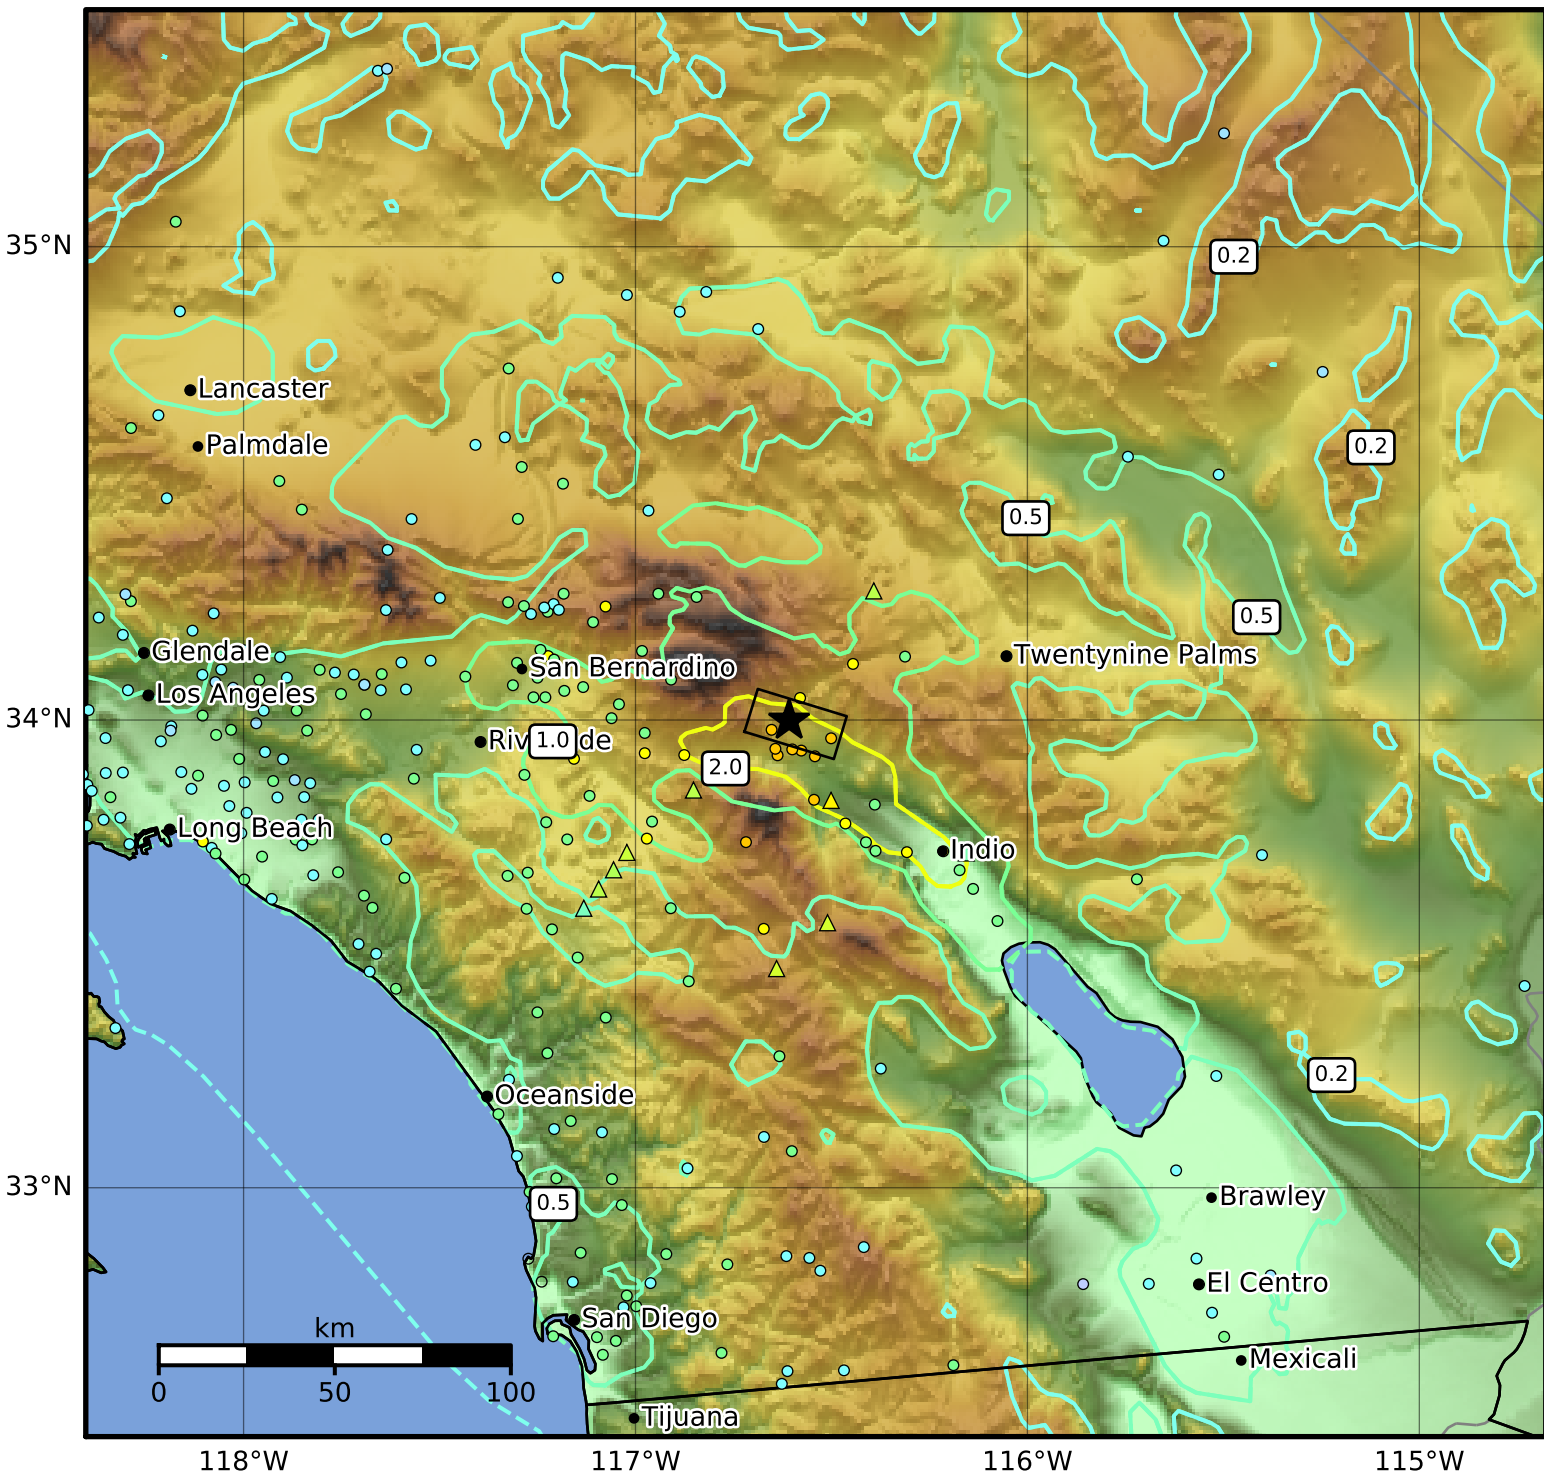 35°N
0.2
Lancaster
Palmdale
0.2
0.5
0.5
Glendale
San Bernardino
Twentynine Palms
Los Angeles
34°N
Riv
de
1.0
2.0
Long Beach
Indio
0.2
Oceanside
33°N
0.5
Brawley
El Centro
km
San Diego
Mexicali
0
50
100
Tijuana
118°W
117°W
116°W
115°W